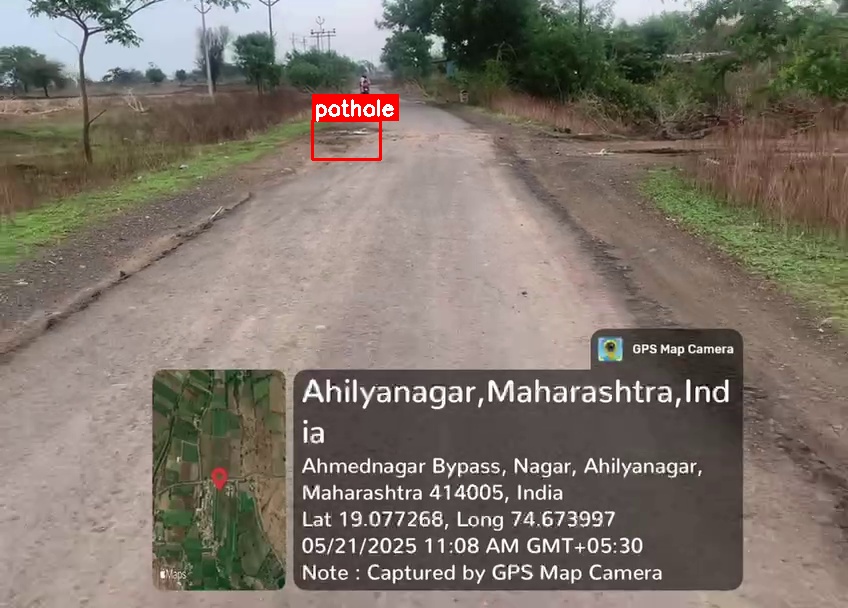 pothole
GPS Map Camera
Ahilyanagar,Maharashtra,Ind
ia
Ahmednagar Bypass, Nagar, Ahilyanagar,
Maharashtra 414005, India
Lat 19.077268, Long 74.673997
05/21/2025 11:08 AM GMT+05:30
Note : Captured by GPS Map Camera
Maps